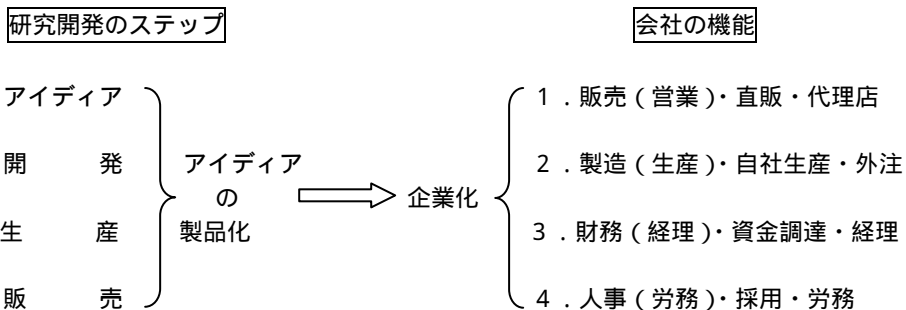 研究開発のステップ
会社の機能
アイディア
開　　発
生　　産
販　　売
アイディア
の
製品化
企業化
1．販売（営業）・直販・代理店
2．製造（生産）・自社生産・外注
3．財務（経理）・資金調達・経理
4．人事（労務）・採用・労務